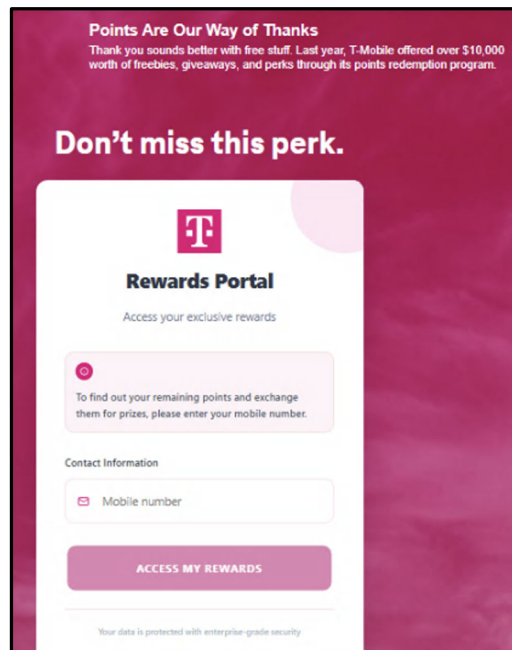 Points Are Our Way of Thanks
Thank you sounds better with free stuff. Last year, T-Mobile offered over $10,000
worth of freebies, giveaways, and perks through its points redemption program.
Don't miss this perk.
T
Rewards Portal
Access your exclusive rewards
To find out your remaining points and exchange
them for prizes, please enter your mobile number.
Contact Information
Mobile number
ACCESS MY REWARDS
Your data is protected with enterprise-grade security